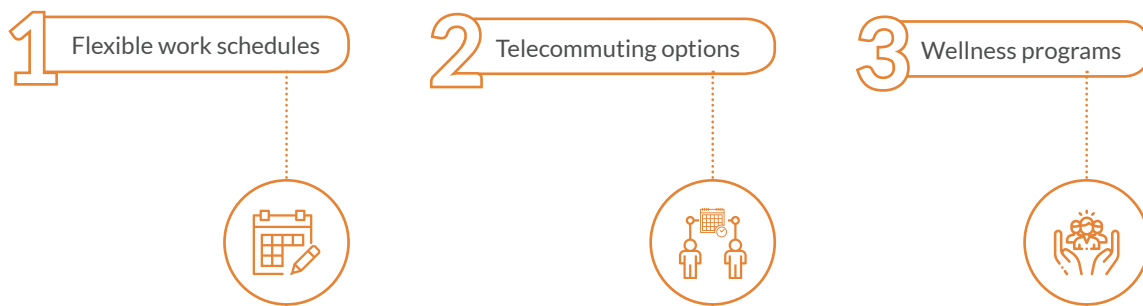 1 Flexible work schedules
2 Telecommuting options
3 Wellness programs